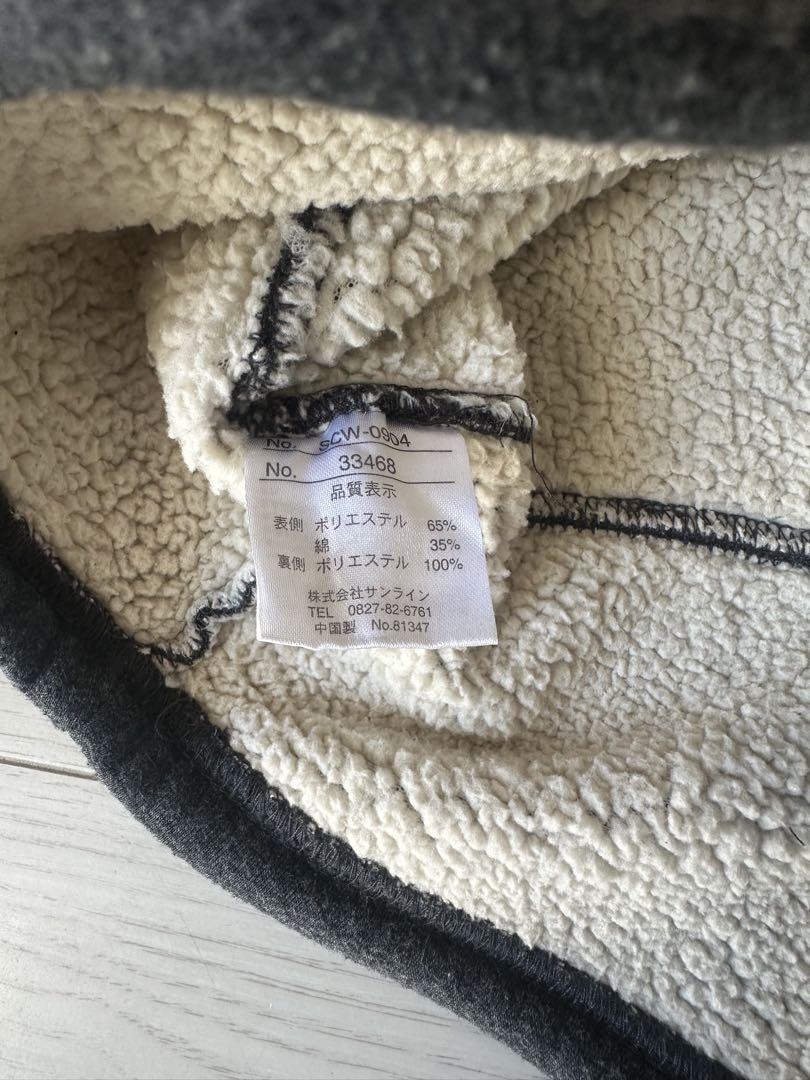 No. SCW-0904
No. 33468
品質表示
表側 ポリエステル 65%
綿 35%
裏側 ポリエステル 100%
株式会社サンライン
TEL 0827-82-6761
中国製 No.81347